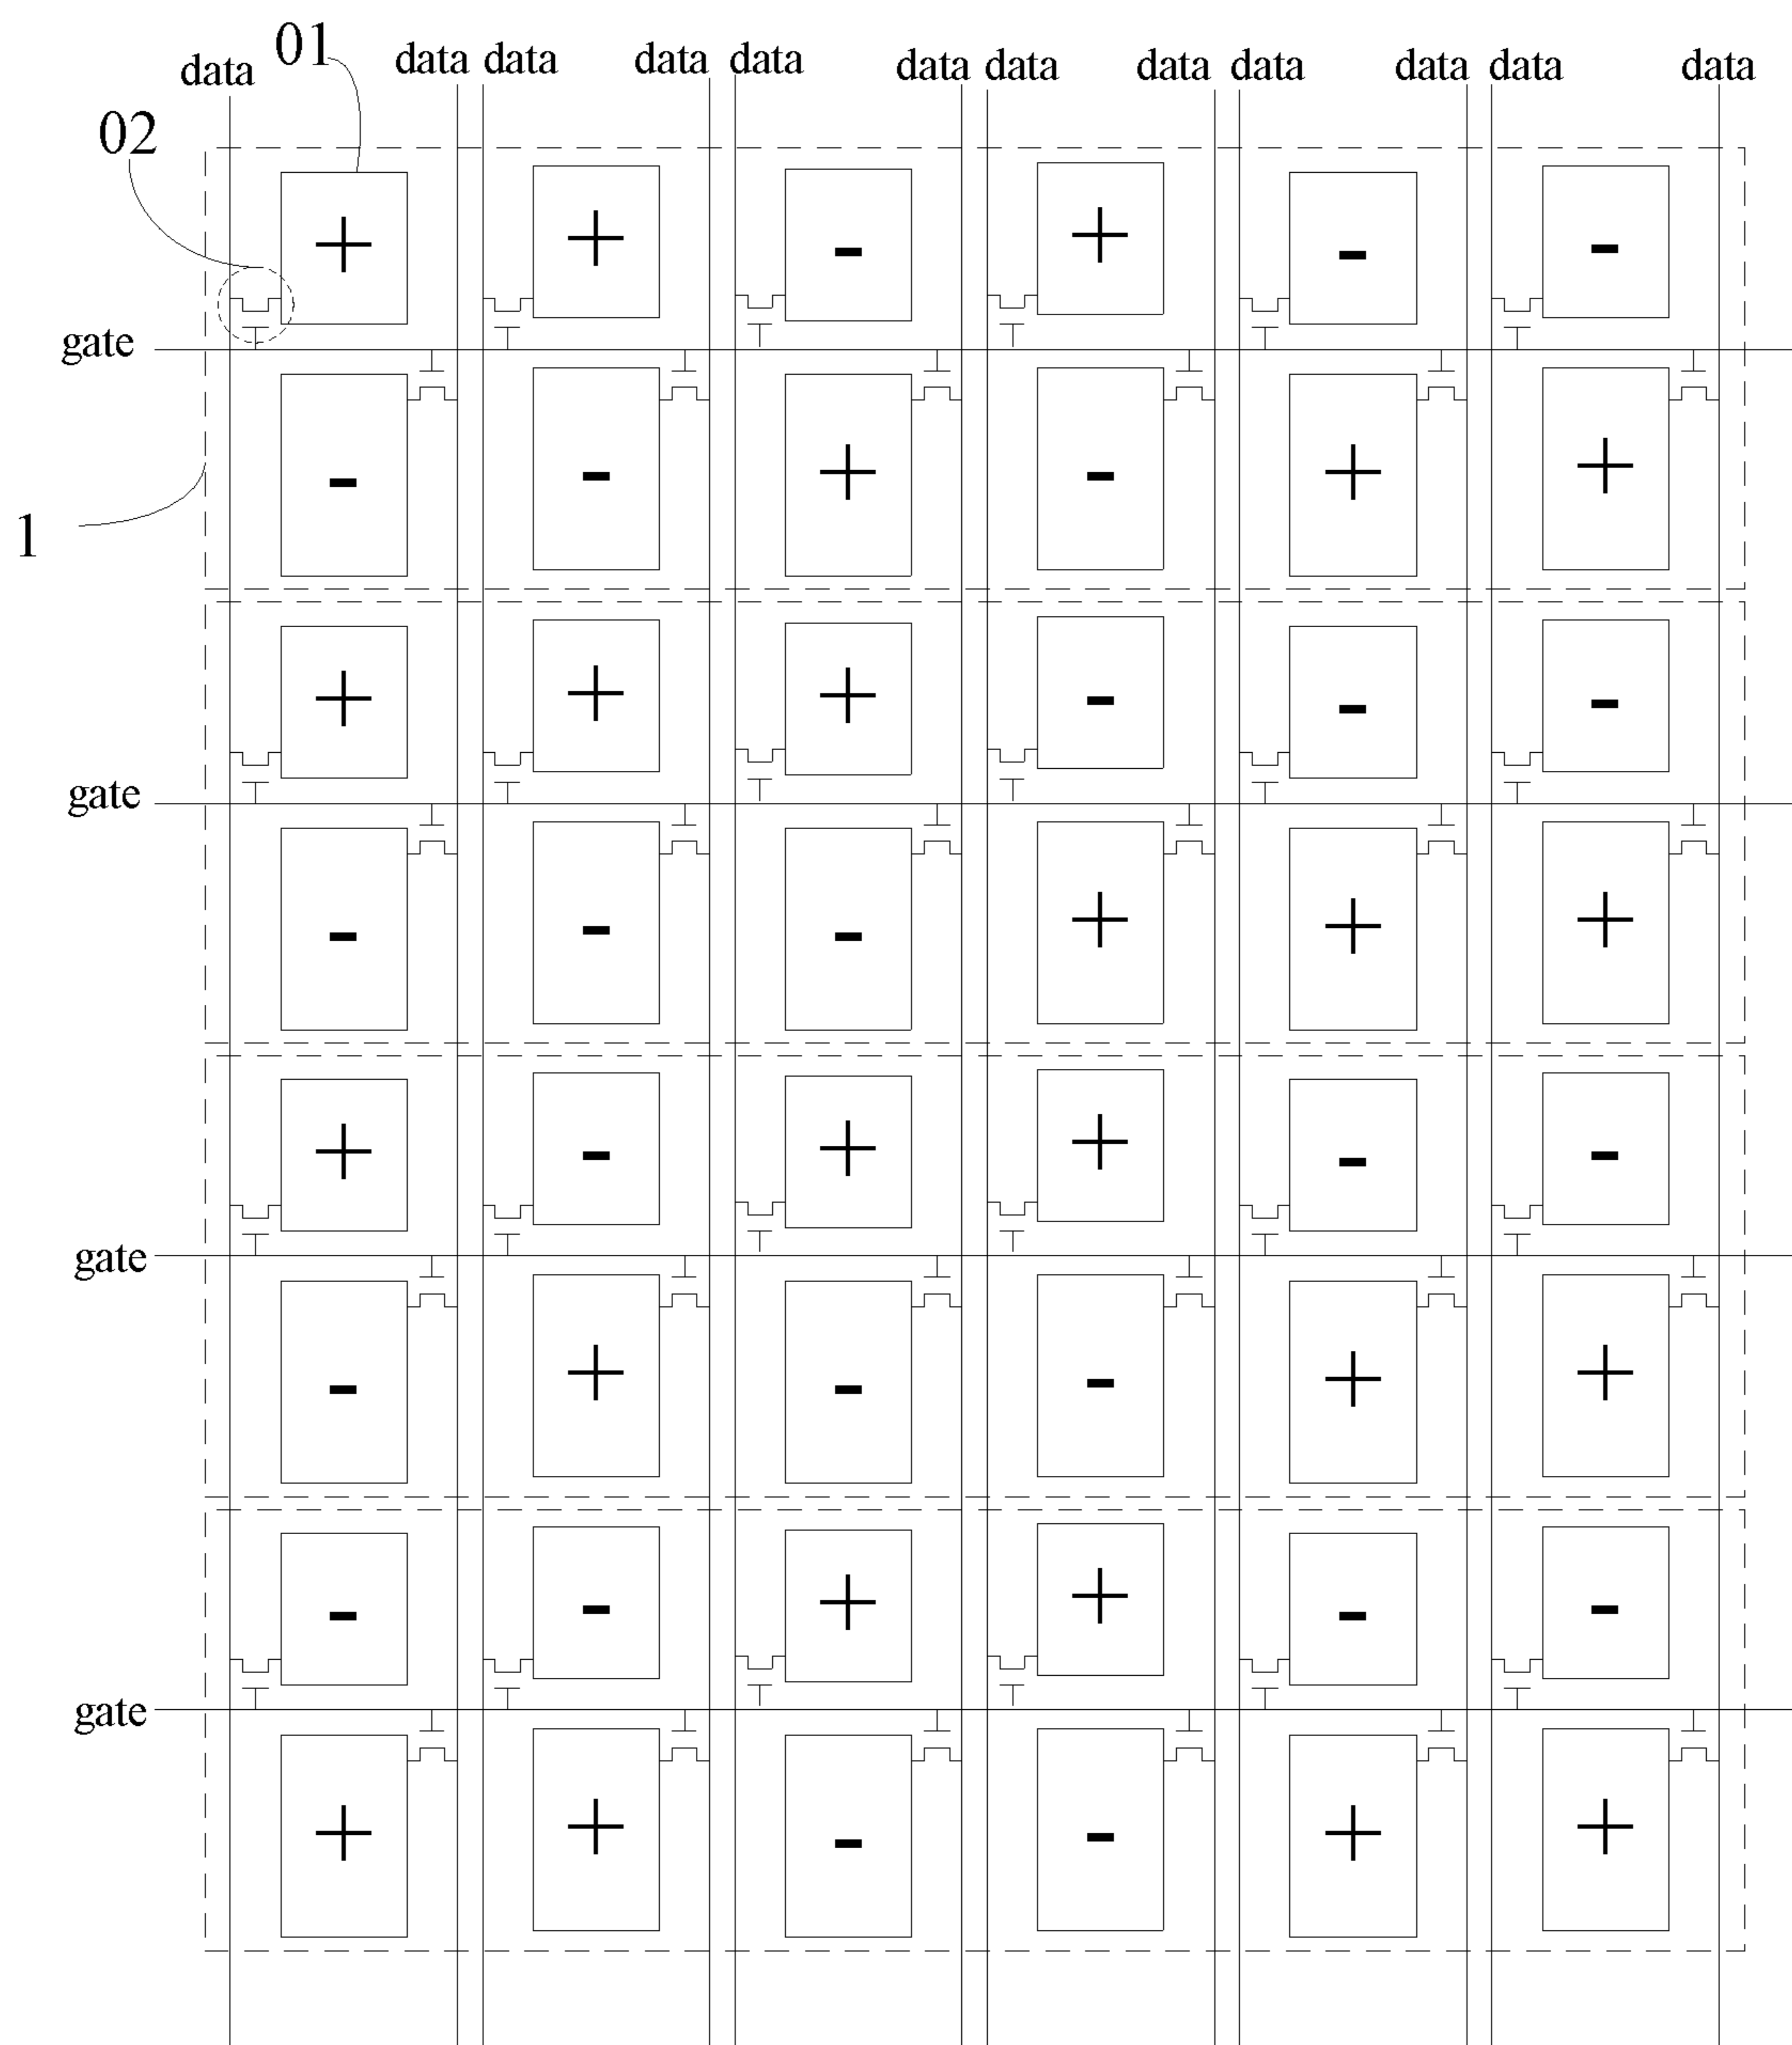 01
data data data data data data data data data data data data
02
+ + - + - -
gate
- - + - + +
1
+ + + - - -
gate
- - - + + +
+ - + + - -
gate
- + - - + +
- - + + - -
gate
+ + - - + +